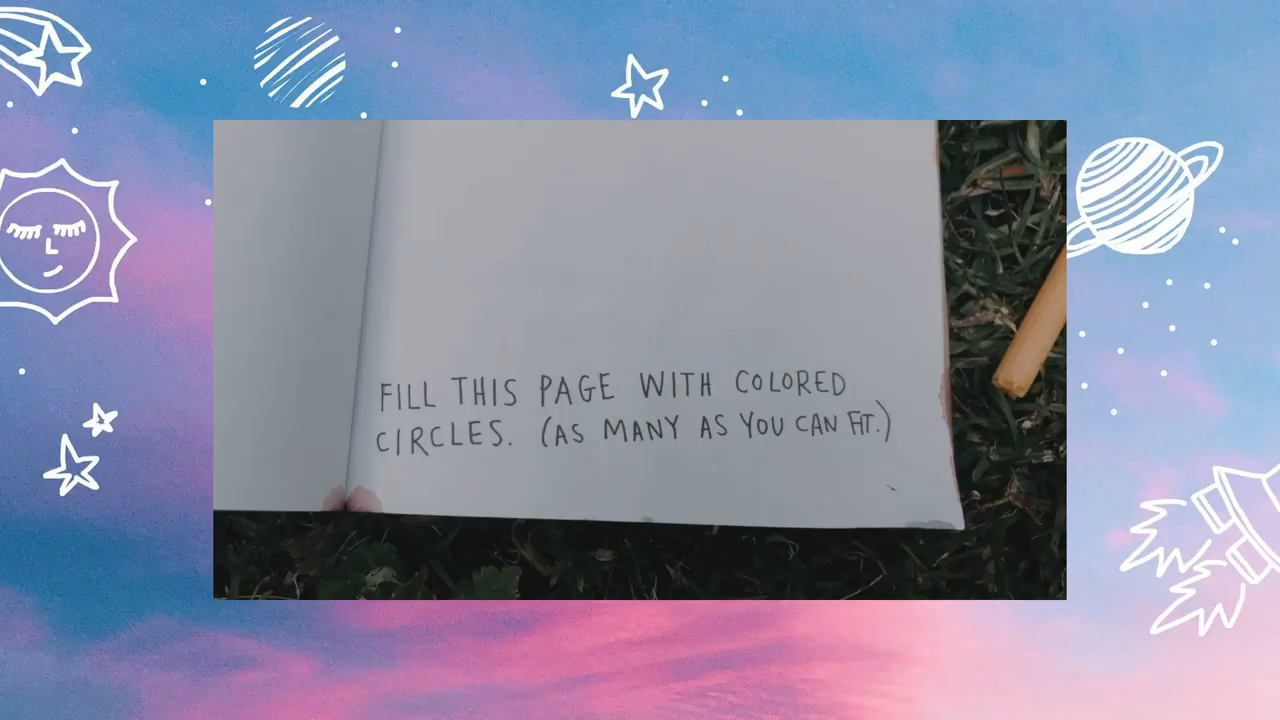 FILL THIS PAGE WITH COLORED
CIRCLES. (AS MANY AS YOU CAN FIT.)